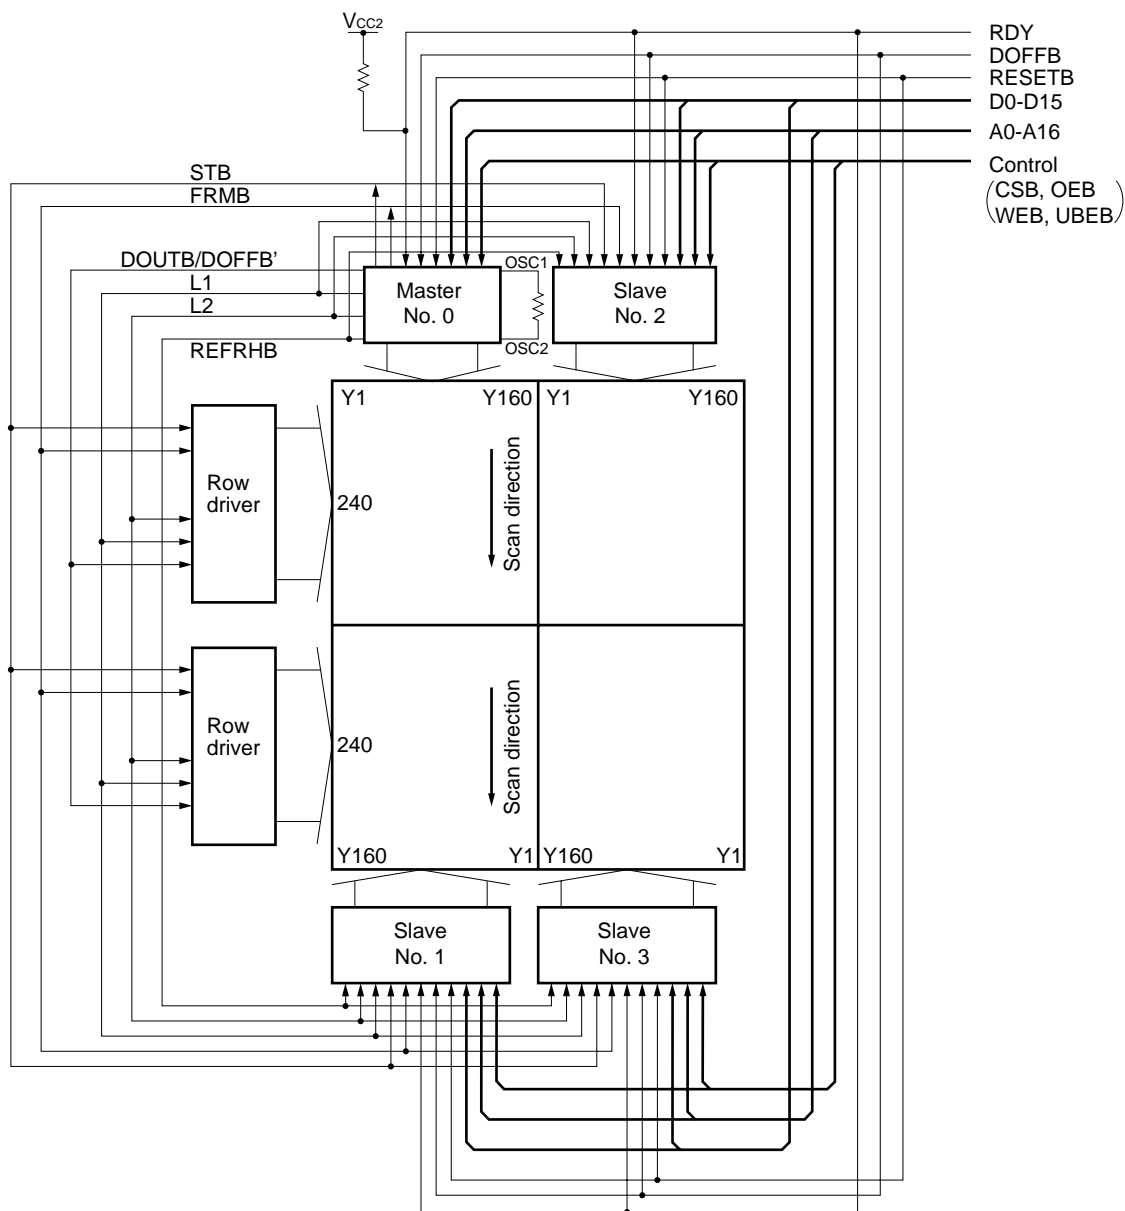 VCC2
RDY
DOFFB
RESETB
D0-D15
A0-A16
Control
(CSB, OEB
WEB, UBEB)
STB
FRMB
DOUTB/DOFFB’
L1
L2
REFRHB
OSC1
OSC2
Master
No. 0
Slave
No. 2
Y1
Y160
Y1
Y160
Row
driver
240
Scan direction
Row
driver
240
Scan direction
Y160
Y1
Y160
Y1
Slave
No. 1
Slave
No. 3